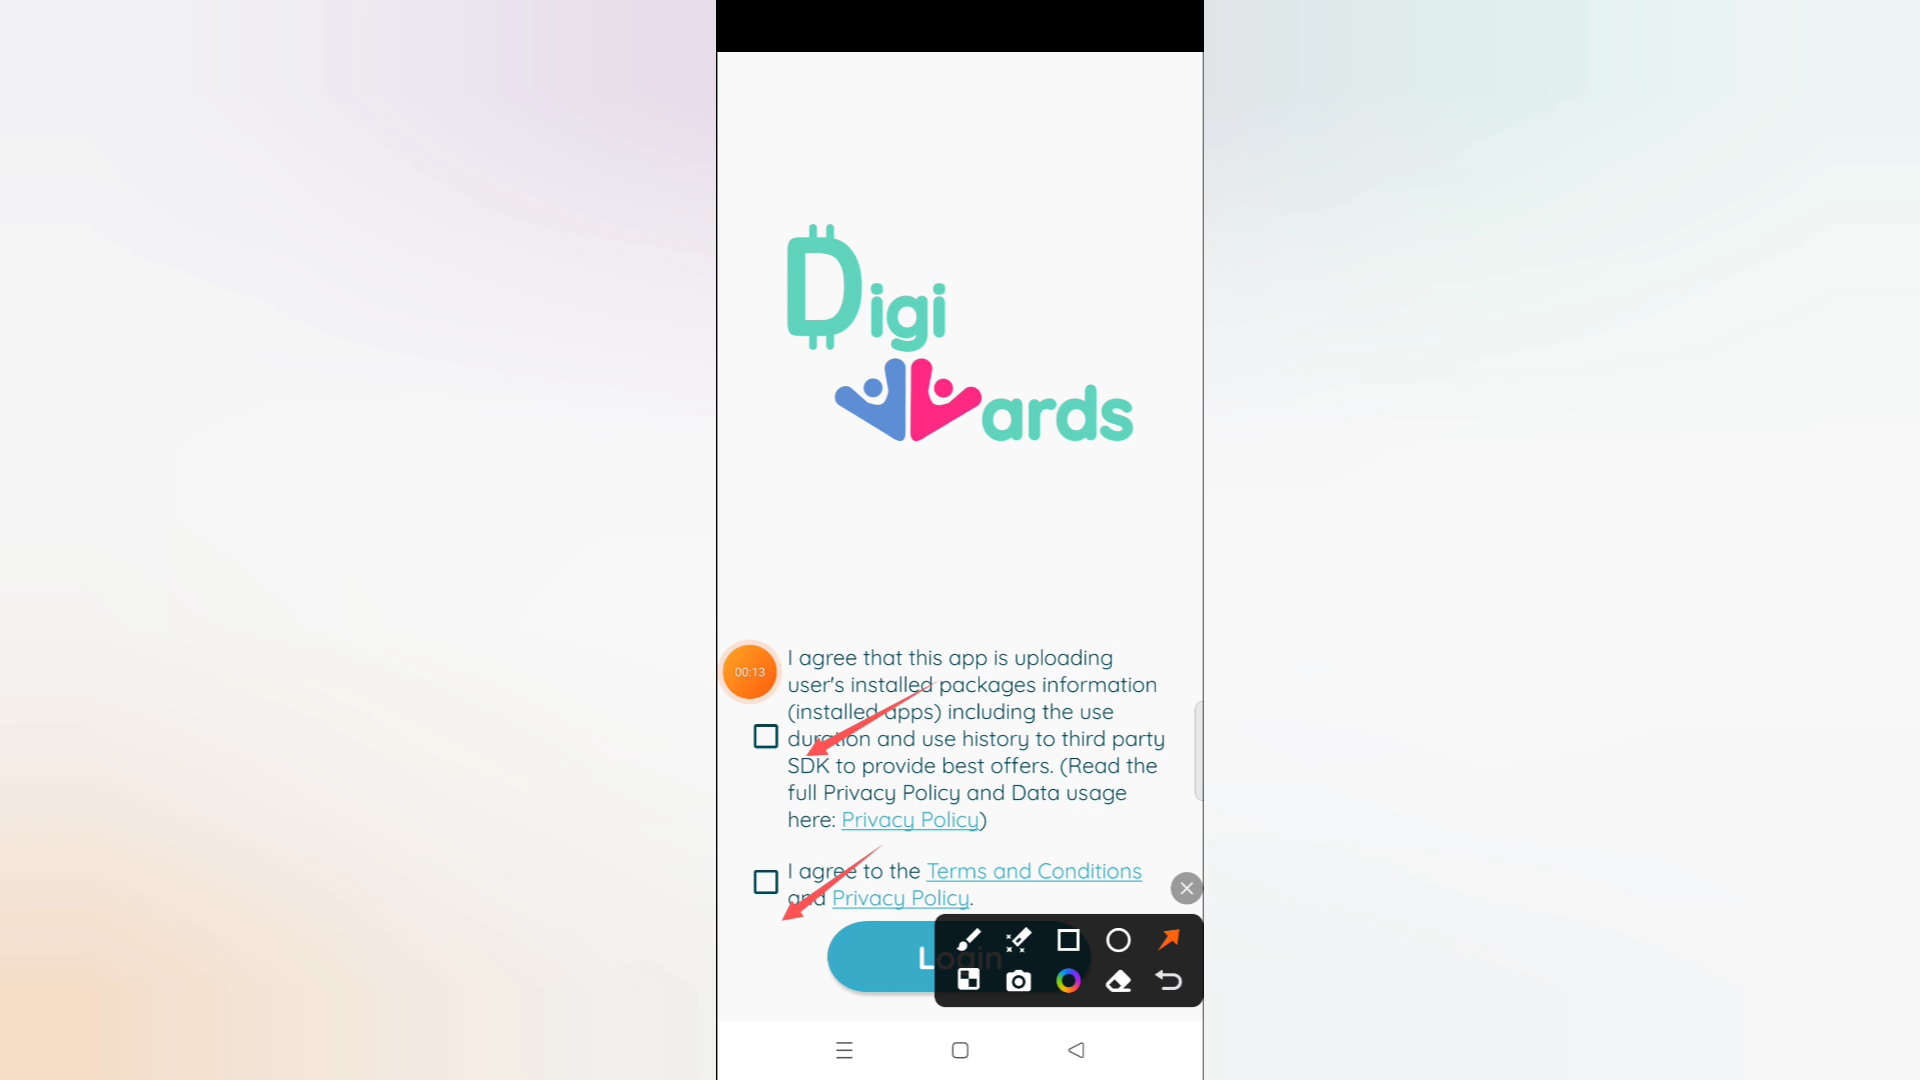 Digi
Wards
00:13
I agree that this app is uploading
user's installed packages information
(installed apps) including the use
duration and use history to third party
SDK to provide best offers. (Read the
full Privacy Policy and Data usage
here: Privacy Policy)
I agree to the Terms and Conditions
and Privacy Policy.
Login